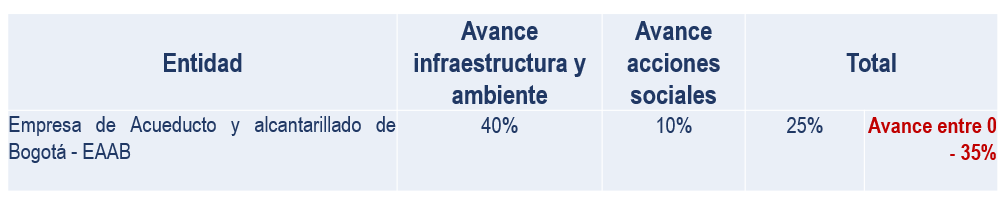 Entidad
Avance
infraestructura y
ambiente
Avance
acciones
sociales
Total
Empresa de Acueducto y alcantarillado de
Bogotá - EAAB
40%
10%
25%
Avance entre 0
- 35%